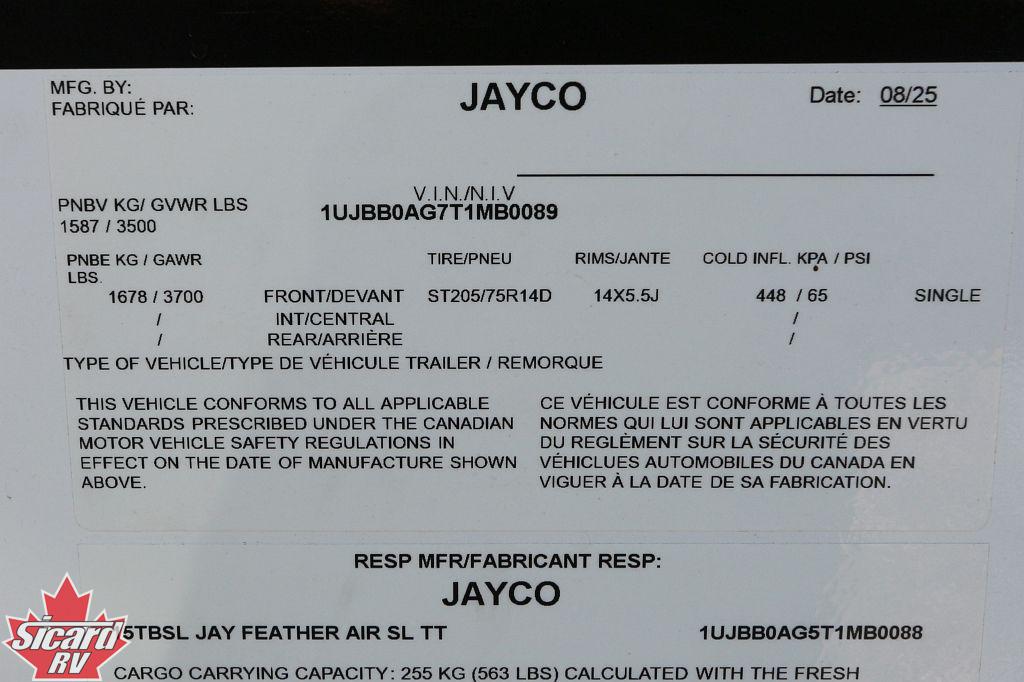 MFG. BY: JAYCO Date: 08/25
FABRIQUÉ PAR:
V.I.N./N.I.V
PNBV KG/ GVWR LBS 1UJBB0AG7T1MB0089
1587 / 3500
PNBE KG / GAWR TIRE/PNEU RIMS/JANTE COLD INFL. KPA / PSI
LBS.
1678 / 3700 FRONT/DEVANT ST205/75R14D 14X5.5J 448 / 65 SINGLE
/ INT/CENTRAL /
/ REAR/ARRIÈRE /
TYPE OF VEHICLE/TYPE DE VÉHICULE TRAILER / REMORQUE
THIS VEHICLE CONFORMS TO ALL APPLICABLE
STANDARDS PRESCRIBED UNDER THE CANADIAN
MOTOR VEHICLE SAFETY REGULATIONS IN
EFFECT ON THE DATE OF MANUFACTURE SHOWN
ABOVE.
CE VÉHICULE EST CONFORME À TOUTES LES
NORMES QUI LUI SONT APPLICABLES EN VERTU
DU REGLÈMENT SUR LA SÉCURITÉ DES
VÉHICLUES AUTOMOBILES DU CANADA EN
VIGUER À LA DATE DE SA FABRICATION.
RESP MFR/FABRICANT RESP:
JAYCO
5TBSL JAY FEATHER AIR SL TT 1UJBB0AG5T1MB0088
CARGO CARRYING CAPACITY: 255 KG (563 LBS) CALCULATED WITH THE FRESH
Sicard
RV